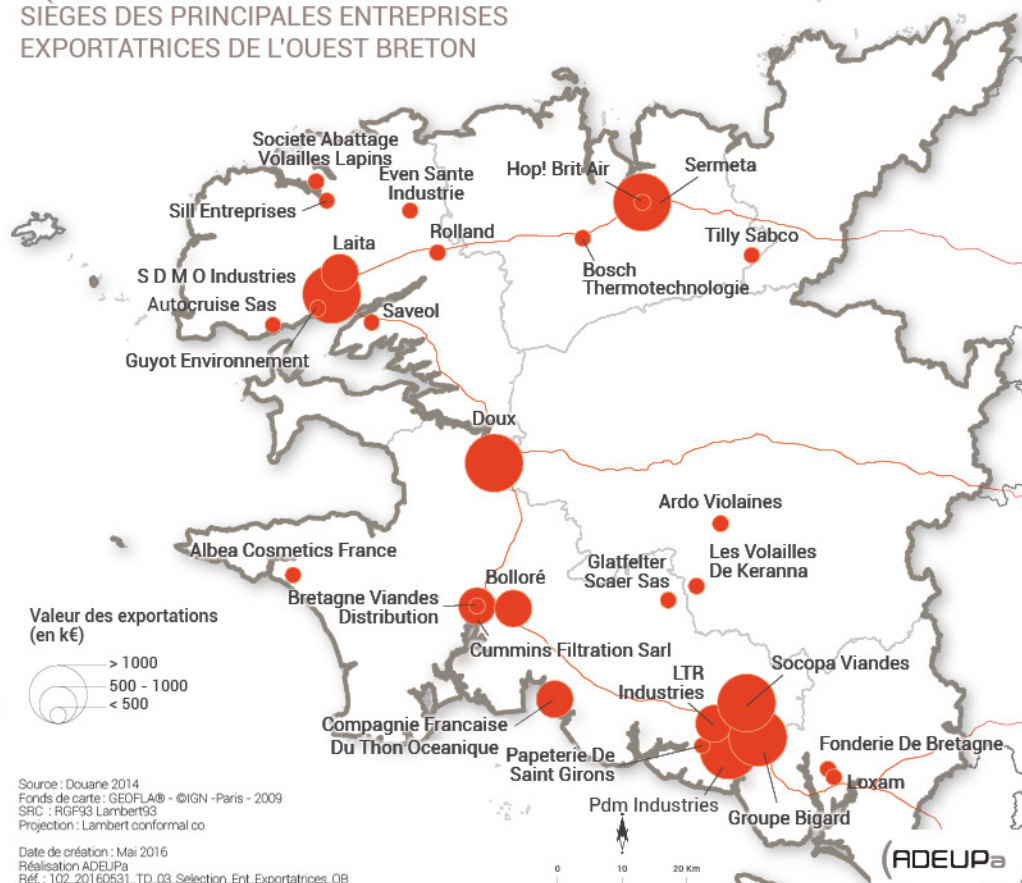 SIÈGES DES PRINCIPALES ENTREPRISES
EXPORTATRICES DE L'OUEST BRETON
Societe Abattage
Volailles Lapins
Even Sante
Industrie
Sill Entreprises
Hop! Brit Air
Sermeta
Rolland
Tilly Sabco
Laita
Bosch
Thermotechnologie
S D M O Industries
Autocruise Sas
Saveol
Guyot Environnement
Doux
Ardo Violaines
Albea Cosmetics France
Les Volailles
De Keranna
Glatfelter
Scaer Sas
Bolloré
Bretagne Viandes
Distribution
Cummins Filtration Sarl
Valeur des exportations
(en k€)
> 1000
500 - 1000
< 500
Socopa Viandes
LTR
Industries
Compagnie Francaise
Du Thon Oceanique
Papeterie De
Saint Girons
Fonderie De Bretagne
Loxam
Pdm Industries
Groupe Bigard
Source : Douane 2014
Fonds de carte : GEOFLA® - ©IGN -Paris - 2009
SRC : RGF93 Lambert93
Projection : Lambert conformal co
Date de création : Mai 2016
Réalisation ADEUPa
Réf. : 102_20160531_TD_03_Selection_Ent_Exportatrices_OB
0 10 20 Km
ADEUPa